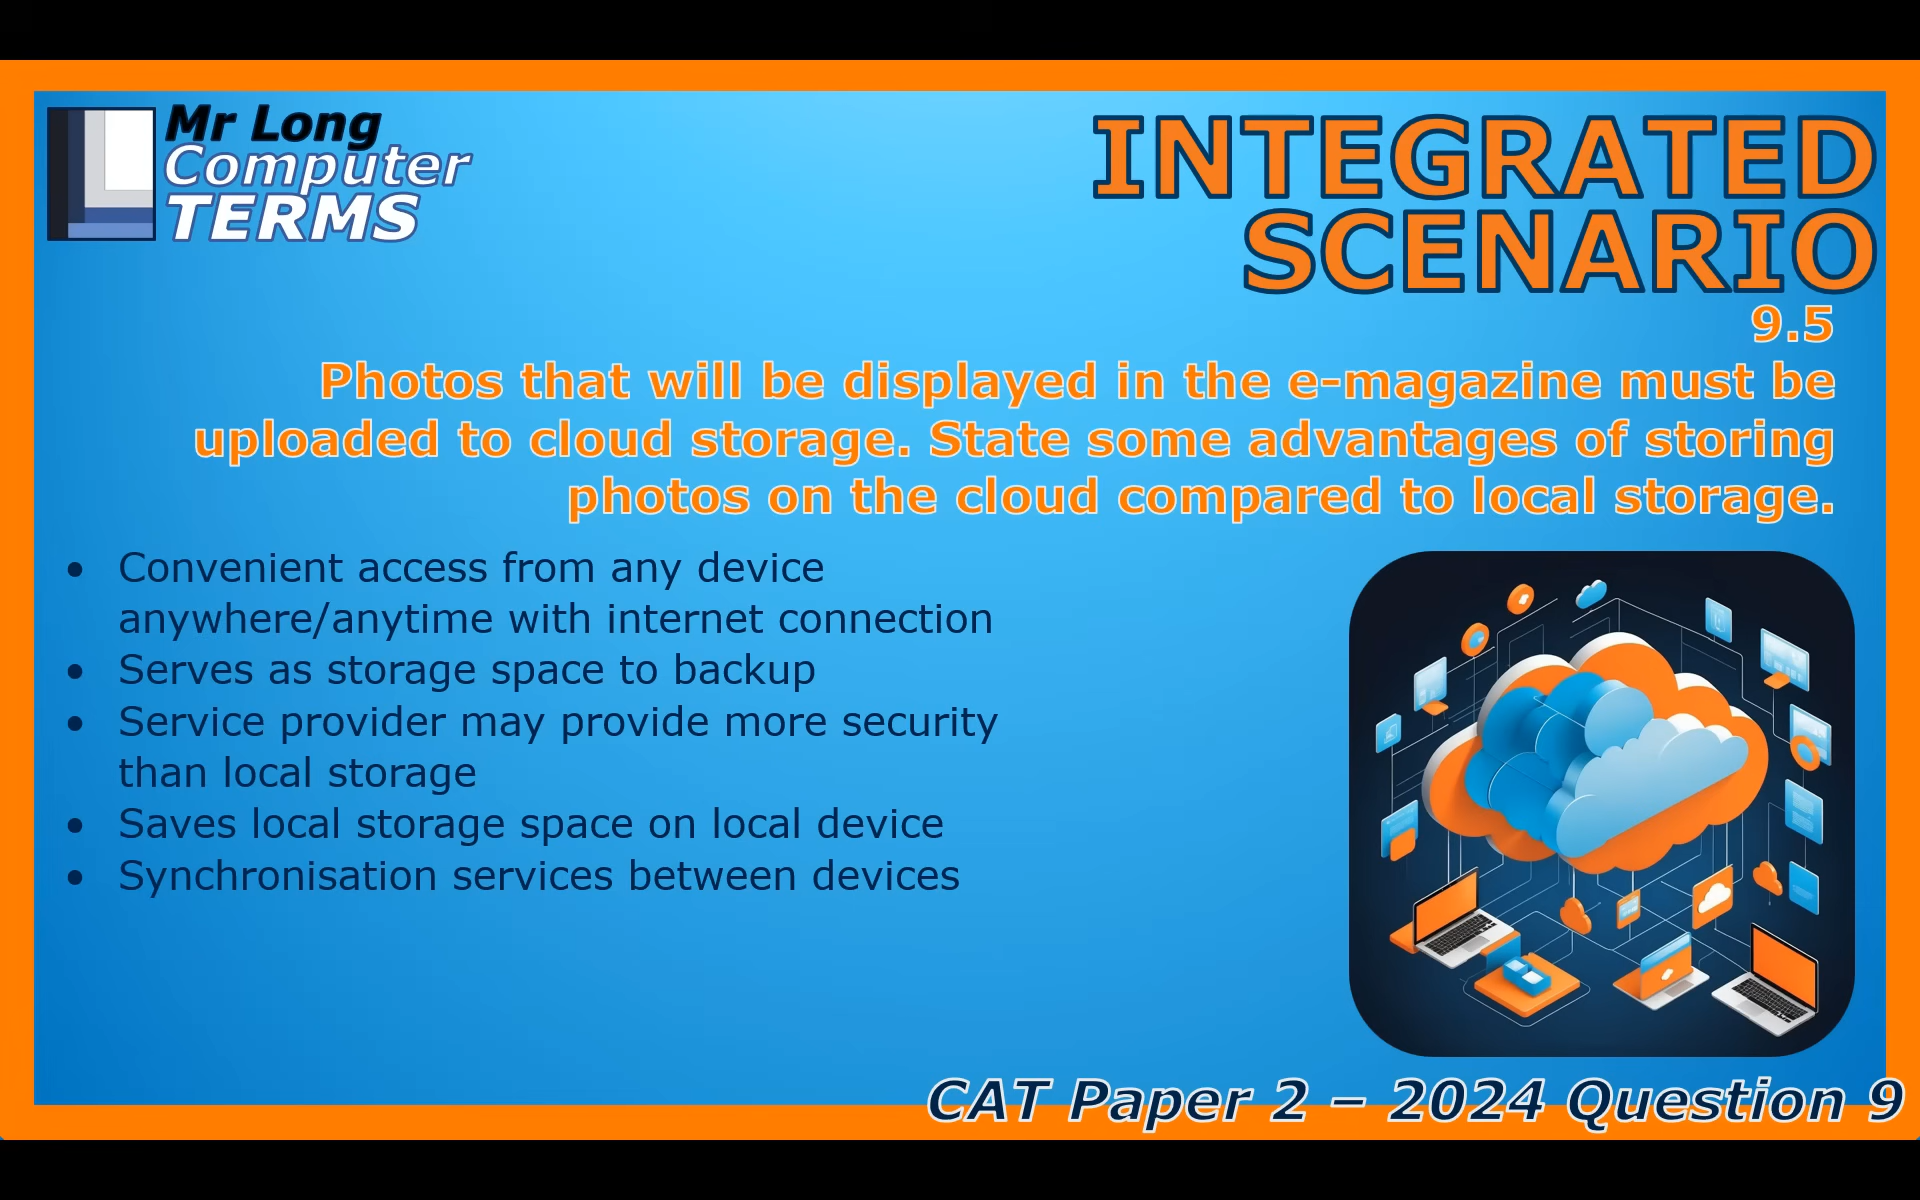 Mr Long
Computer
TERMS
INTEGRATED
SCENARIO
9.5
Photos that will be displayed in the e-magazine must be
uploaded to cloud storage. State some advantages of storing
photos on the cloud compared to local storage.
• Convenient access from any device
anywhere/anytime with internet connection
• Serves as storage space to backup
• Service provider may provide more security
than local storage
• Saves local storage space on local device
• Synchronisation services between devices
CAT Paper 2 – 2024 Question 9